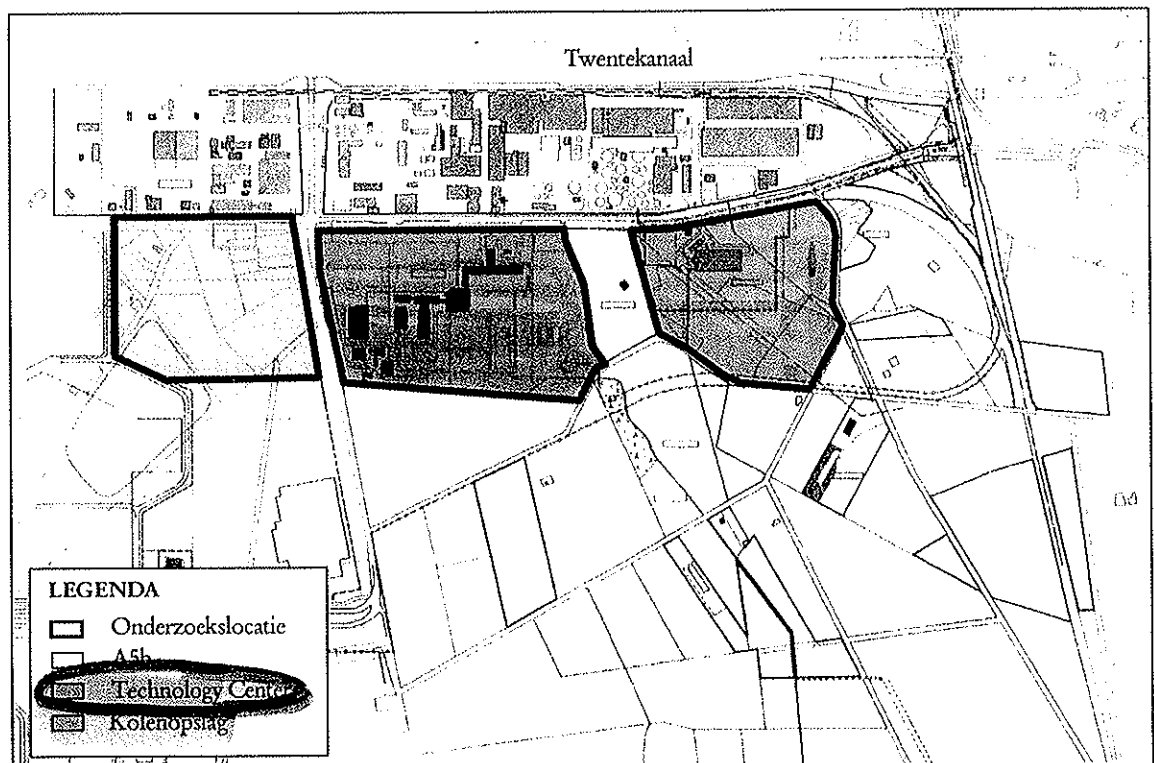 Twentekanaal
LEGENDA
Onderzoekslocatie
A5b
Technology Center
Kolenopslag